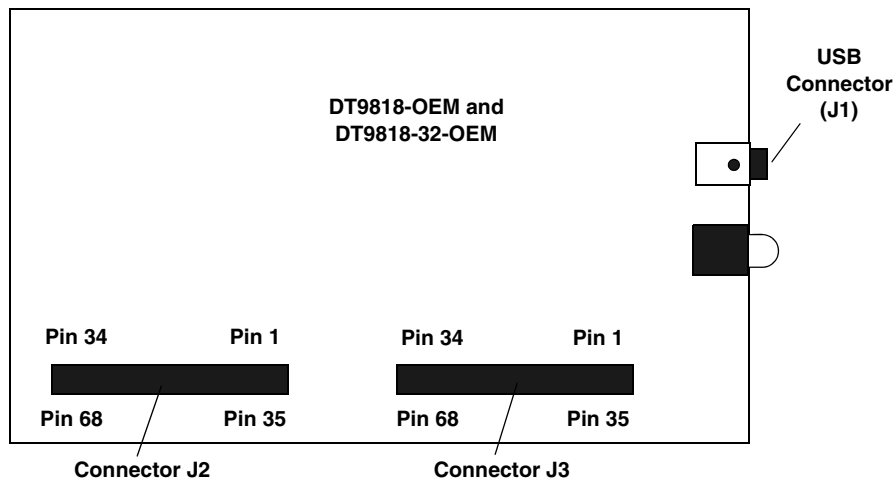 USB
Connector
(J1)
DT9818-OEM and
DT9818-32-OEM
Pin 34 Pin 1 Pin 34 Pin 1
Pin 68 Pin 35 Pin 68 Pin 35
Connector J2 Connector J3